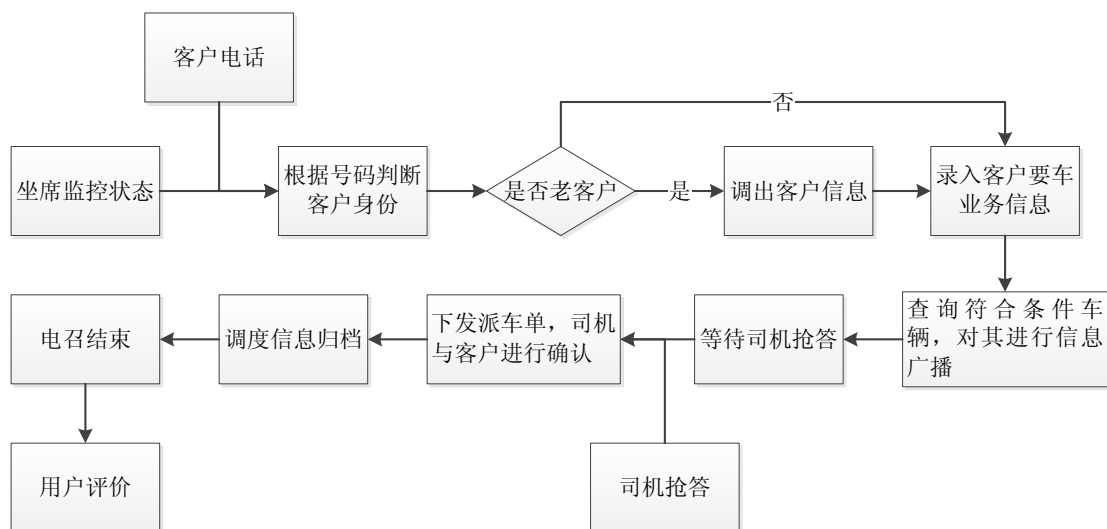 客户电话
否
坐席监控状态
根据号码判断
客户身份
是否老客户
是
调出客户信息
录入客户要车
业务信息
电召结束
调度信息归档
下发派车单，司机
与客户进行确认
等待司机抢答
查询符合条件车
辆，对其进行信息
广播
用户评价
司机抢答